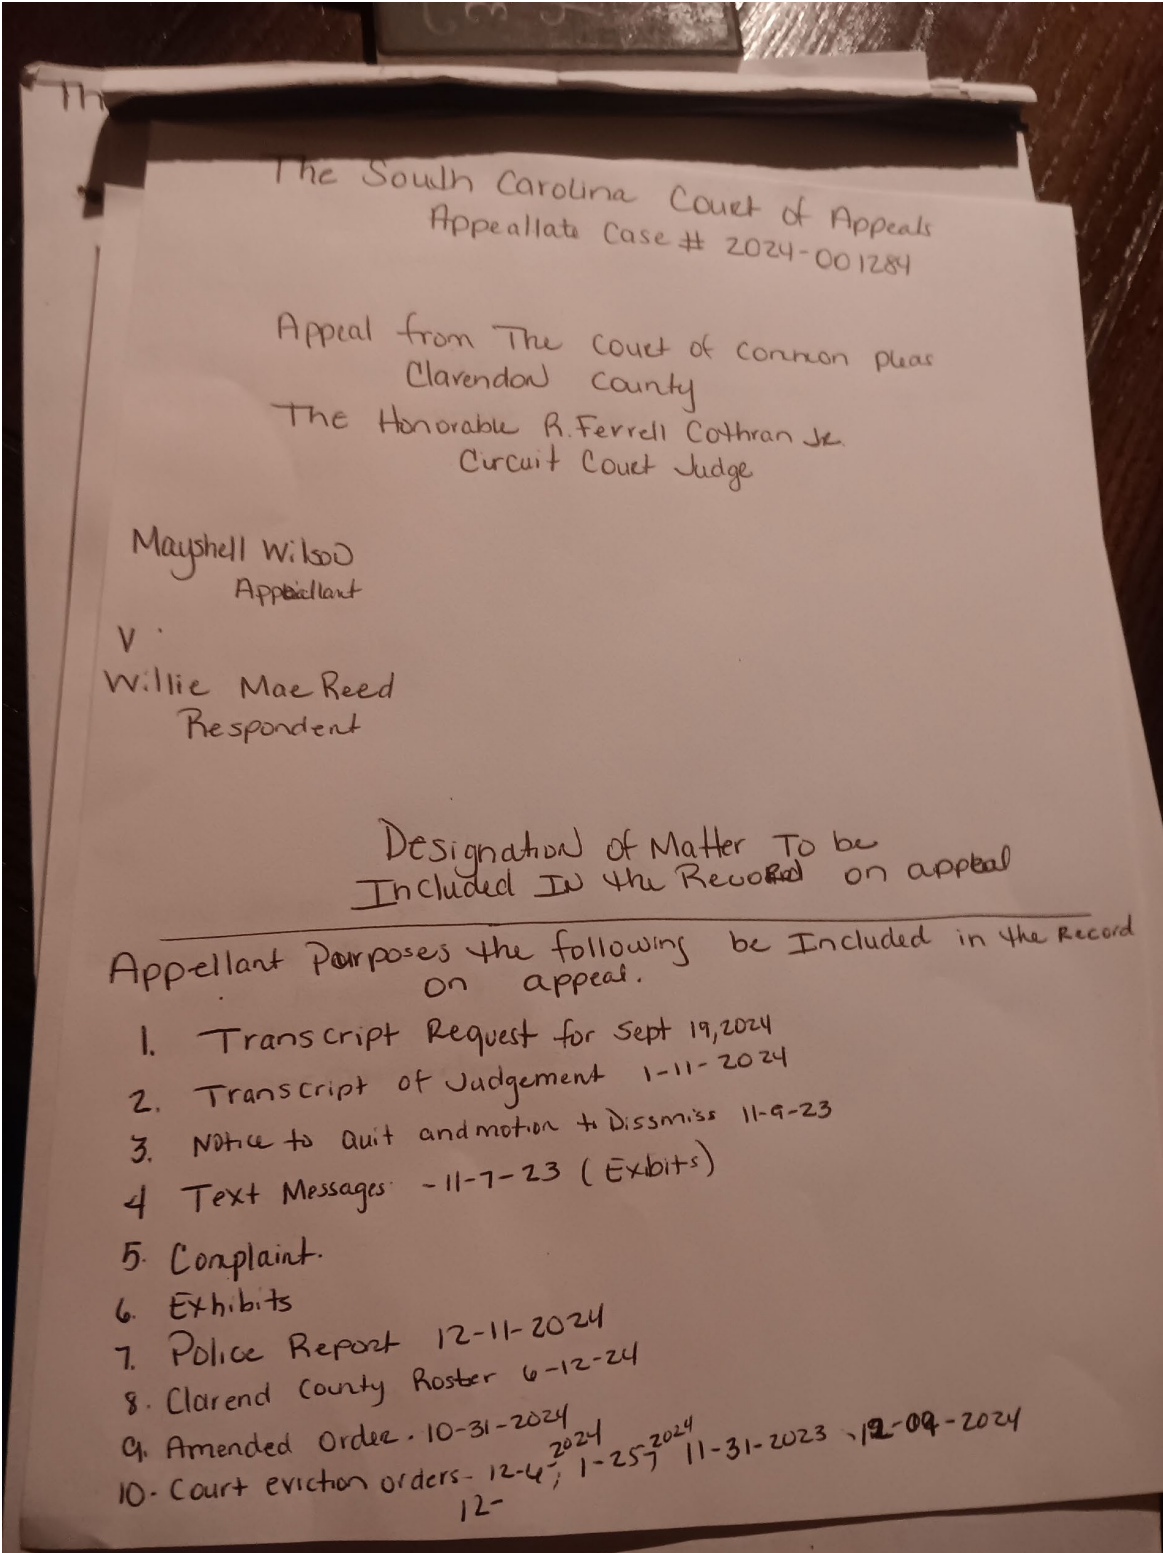 Th
The South Carolina Couet of Appeals
Appeallate Case # 2024-001284
Appeal from The Couet of Common pleas
Clarendon County
The Honorable R. Ferrell Cothran Jr.
Circuit Couet Judge
Mayshell Wilson
Appeallant
V
Willie Mae Reed
Respondent
Designation of Matter To be
Included IN the Record on appeal
Appellant Purposes the following be Included in the Record
on appeal.
1. Transcript Request for Sept 19, 2024
2. Transcript of Judgement 1-11-2024
3. Notice to Quit and motion to Dissmiss 11-9-23
4 Text Messages - 11-7-23 (Exibits)
5. Complaint.
6. Exhibits
7. Police Report 12-11-2024
8. Clarend County Roster 6-12-24
9. Amended Order. 10-31-2024
10. Court eviction orders - 12-4-2024, 1-25-2024, 11-31-2023, 12-09-2024
12-